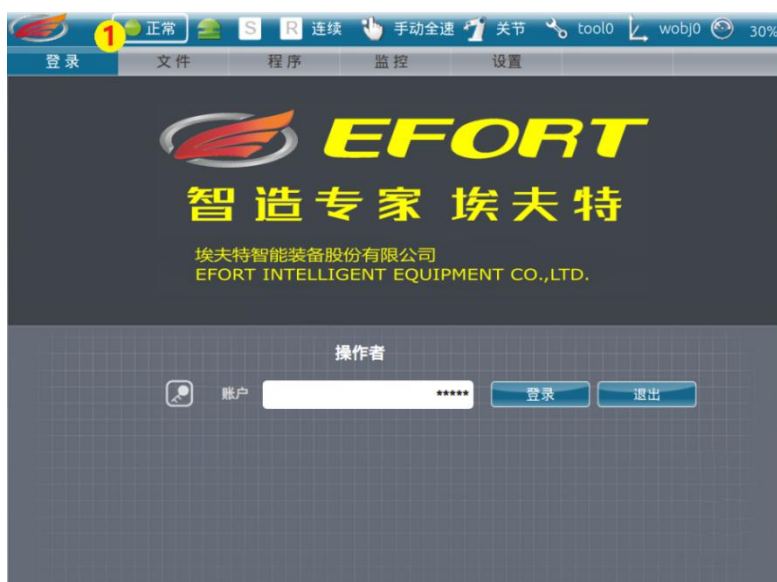 1 正常 S R 连续 手动全速 关节 tool0 wobj0 30%
登录 文件 程序 监控 设置
EFORT
智造专家 埃夫特
埃夫特智能装备股份有限公司
EFORT INTELLIGENT EQUIPMENT CO.,LTD.
操作者
账户 ***** 登录 退出